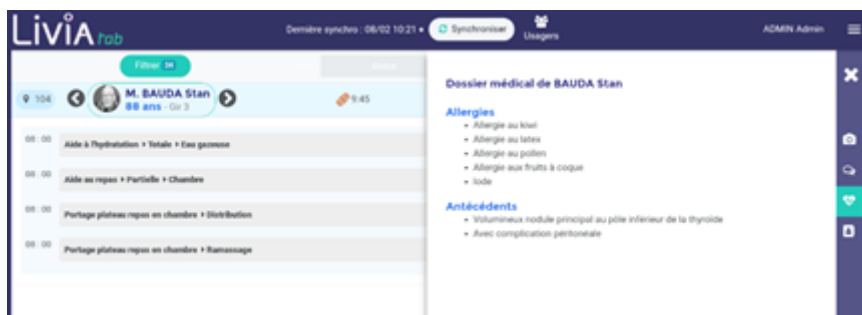 LiViA tab
Dernière synchro : 06/02 10:21
Synchroniser
Usagers
ADMIN Admin
Filtrer
104
M. BAUDA Stan
88 ans - Gir 3
9:45
08 : 00 Aide à l'hydratation Totale Eau gazeuse
08 : 00 Aide au repas Partielle Chambre
08 : 00 Portage plateau repas en chambre Distribution
08 : 00 Portage plateau repas en chambre Ramassage
Dossier médical de BAUDA Stan
Allergies
Allergie au kiwi
Allergie au latex
Allergie au pollen
Allergie aux fruits à coque
Iode
Antécédents
Volumineux nodule principal au pôle inférieur de la thyroïde
Avec complication péritonéale